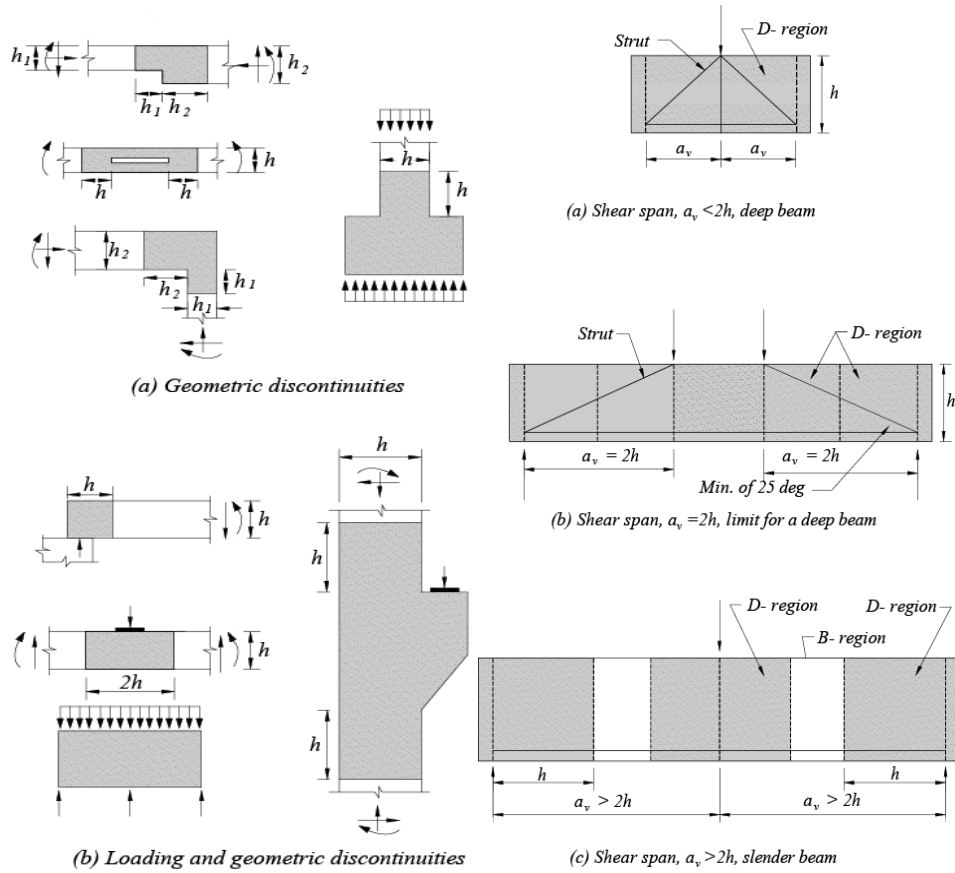 h₁
h₂
h₁ h₂
h
h h
h₂
h₂
h₁
h₁
h
h
(a) Geometric discontinuities
h
h
h
2h
h
h
h
(b) Loading and geometric discontinuities
D- region
Strut
h
aᵥ aᵥ
(a) Shear span, aᵥ <2h, deep beam
Strut
D- region
h
aᵥ = 2h aᵥ = 2h
Min. of 25 deg
(b) Shear span, aᵥ =2h, limit for a deep beam
D- region D- region
B- region
h h
aᵥ > 2h aᵥ > 2h
(c) Shear span, aᵥ >2h, slender beam